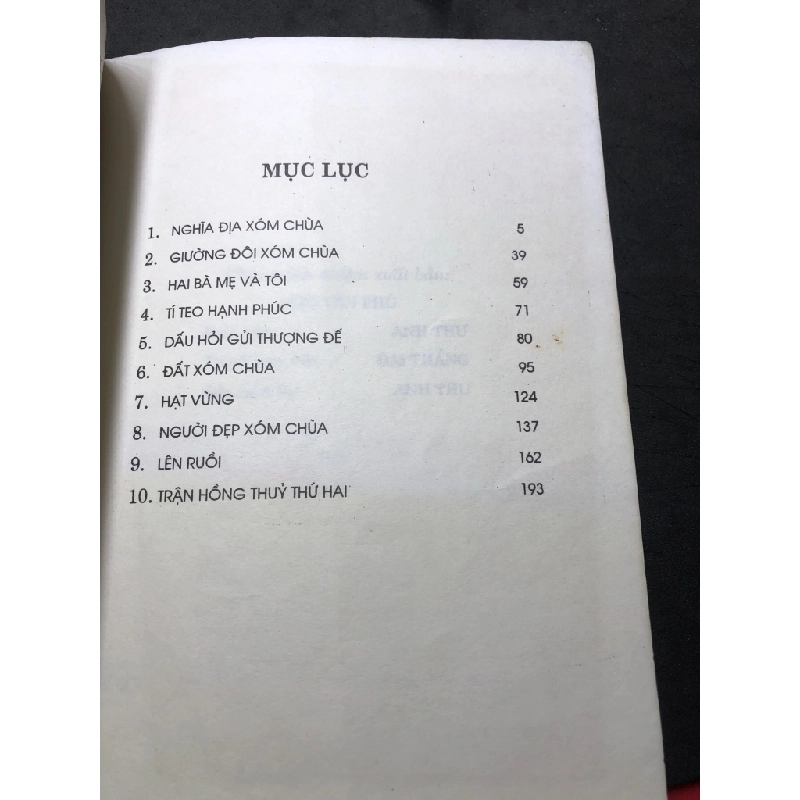 MỤC LỤC
1. NGHĨA ĐỊA XÓM CHÙA 5
2. GIƯỜNG ĐÔI XÓM CHÙA 39
3. HAI BÀ MẸ VÀ TÔI 59
4. TÍ TEO HẠNH PHÚC 71
5. DẤU HỎI GỬI THƯỢNG ĐẾ 80
6. ĐẤT XÓM CHÙA 95
7. HẠT VỪNG 124
8. NGƯỜI ĐẸP XÓM CHÙA 137
9. LÊN RUỒI 162
10. TRẬN HỒNG THUỶ THỨ HAI 193